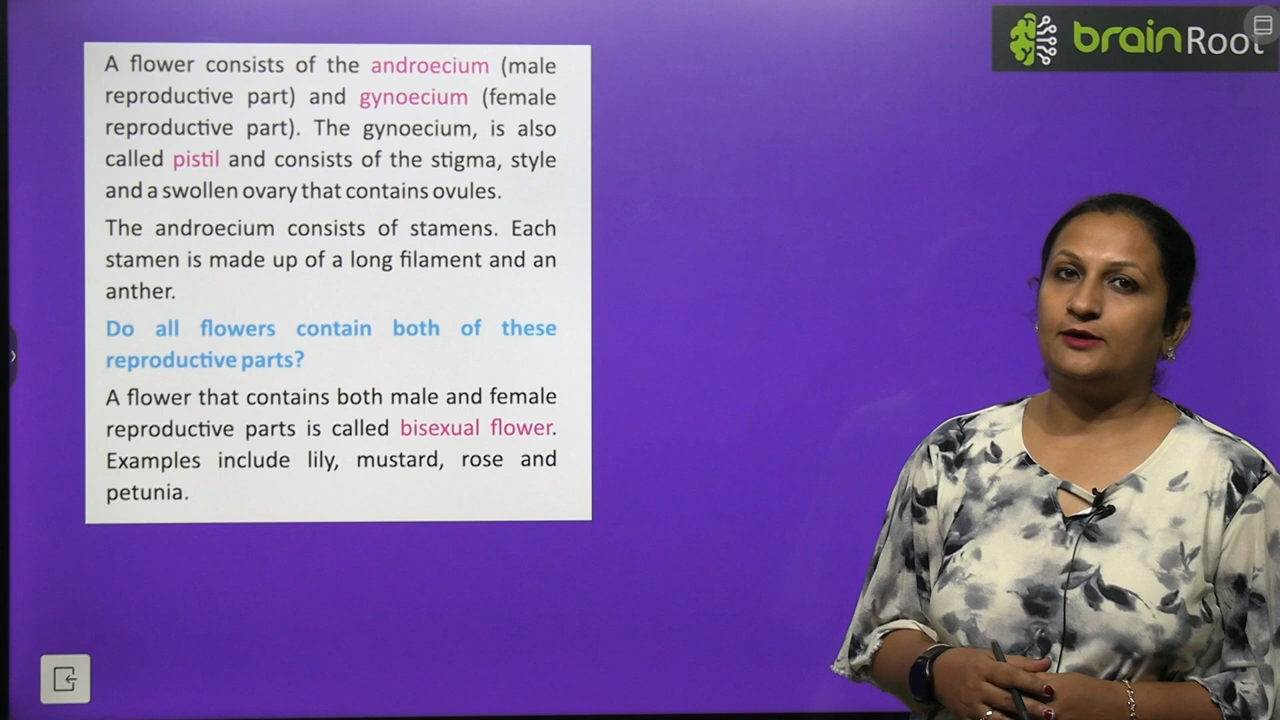 brainRoot
A flower consists of the androecium (male
reproductive part) and gynoecium (female
reproductive part). The gynoecium, is also
called pistil and consists of the stigma, style
and a swollen ovary that contains ovules.
The androecium consists of stamens. Each
stamen is made up of a long filament and an
anther.
Do all flowers contain both of these
reproductive parts?
A flower that contains both male and female
reproductive parts is called bisexual flower.
Examples include lily, mustard, rose and
petunia.